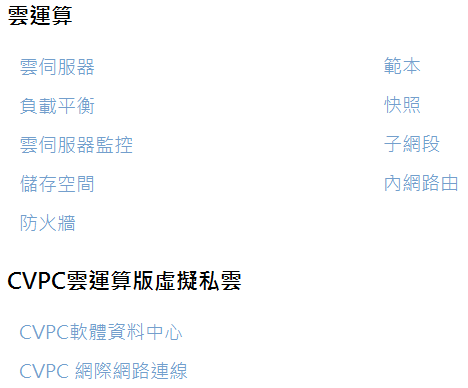 雲運算
雲伺服器
範本
負載平衡
快照
雲伺服器監控
子網段
儲存空間
內網路由
防火牆
CVPC雲運算版虛擬私雲
CVPC軟體資料中心
CVPC 網際網路連線